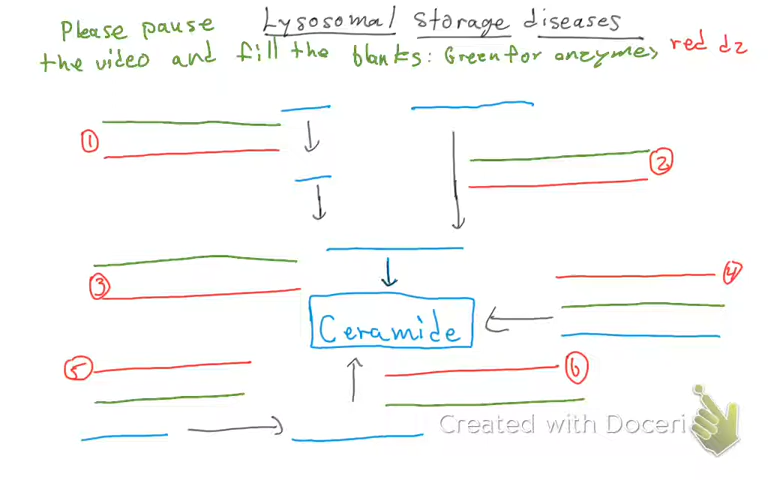 Please pause Lysosomal storage diseases
the video and fill the blanks: Green for enzymes, red dz
1
2
3
4
Ceramide
5
6
Created with Doceri